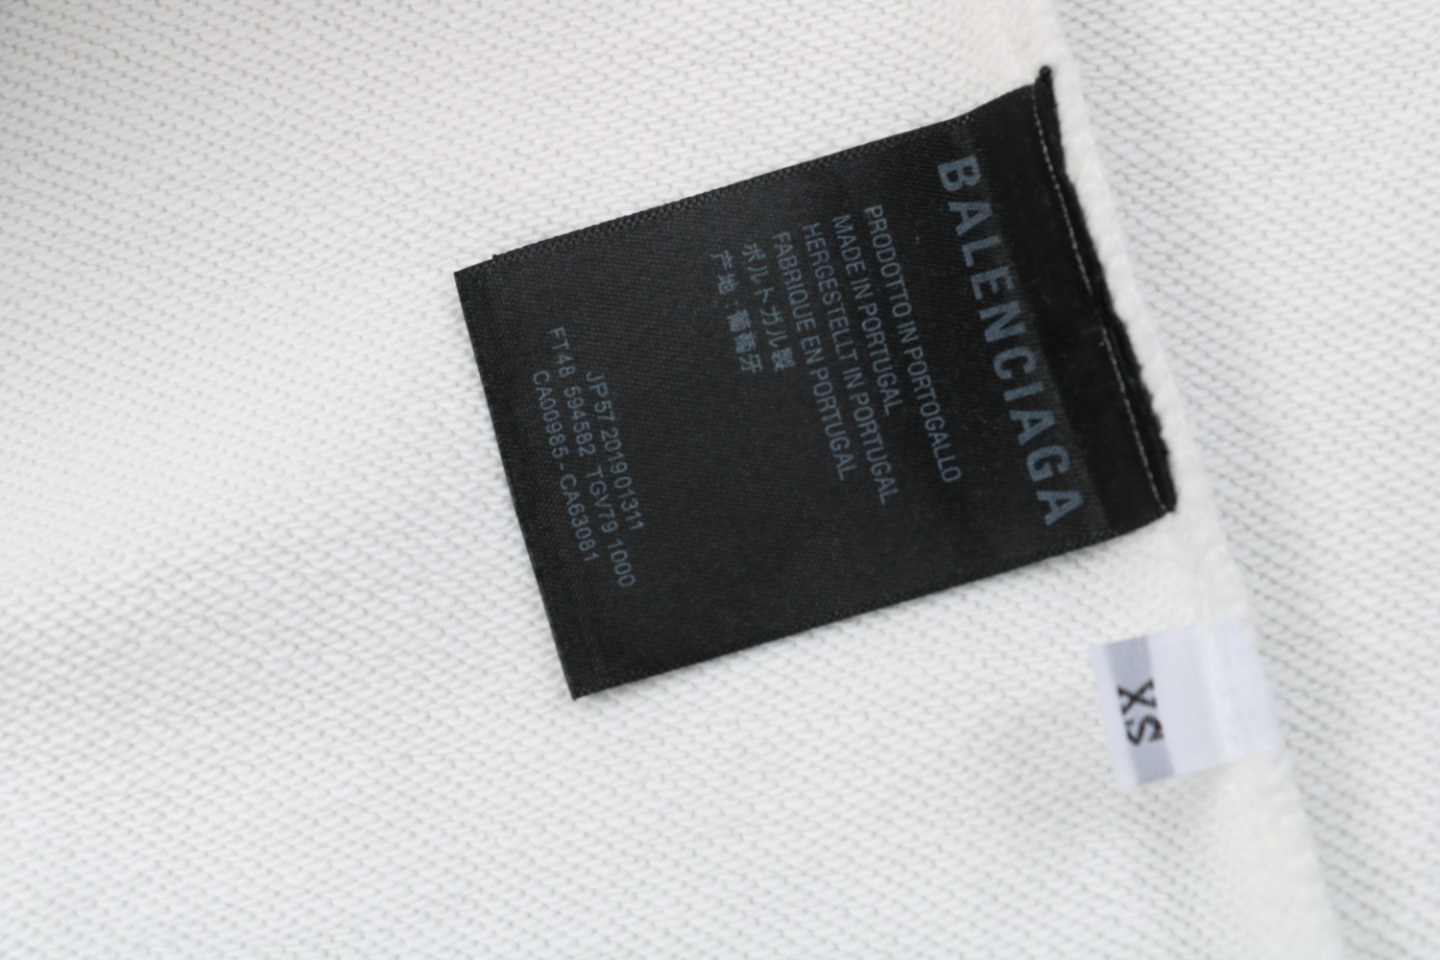 BALENCIAGA
PRODOTTO IN PORTOGALLO
MADE IN PORTUGAL
HERGESTELLT IN PORTUGAL
FABRIQUE EN PORTUGAL
ポルトガル製
产地：葡萄牙
JP57 201901311
FT48 594582 TGV79 1000
CA00985-CA63081
XS